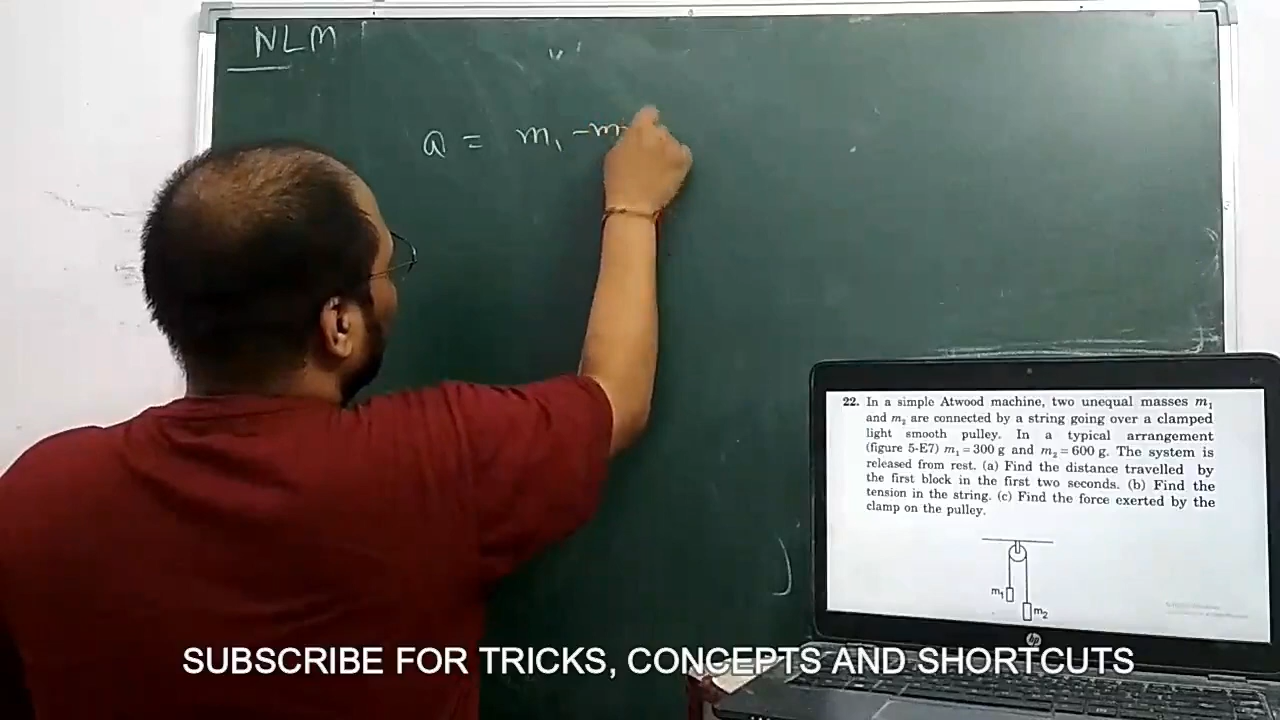 NLM
a = m₁ - m
22. In a simple Atwood machine, two unequal masses m₁
and m₂ are connected by a string going over a clamped
light smooth pulley. In a typical arrangement
(figure 5-E7) m₁ = 300 g and m₂ = 600 g. The system is
released from rest. (a) Find the distance travelled by
the first block in the first two seconds. (b) Find the
tension in the string. (c) Find the force exerted by the
clamp on the pulley.
m₁
m₂
hp
SUBSCRIBE FOR TRICKS, CONCEPTS AND SHORTCUTS